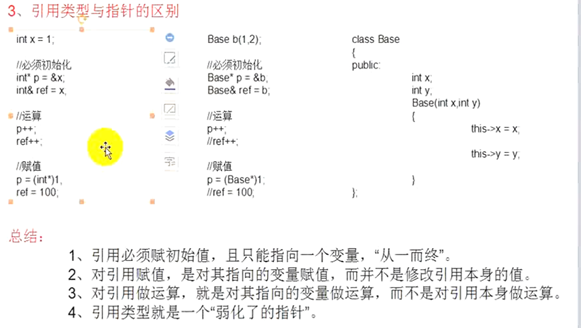 3、引用类型与指针的区别
int x = 1;
//必须初始化
int* p = &x;
int& ref = x,
//运算
p++;
ref++;
//赋值
p = (int*)1,
ref = 100;
Base b(1,2);
//必须初始化
Base* p = &b,
Base& ref = b;
//运算
p++;
//ref++;
//赋值
p = (Base*)1;
//ref = 100;
class Base
{
public:
int x;
int y,
Base(int x,int y)
{
this->x = x;
this->y = y;
}
};
总结：
1、引用必须赋初始值，且只能指向一个变量，“从一而终”。
2、对引用赋值，是对其指向的变量赋值，而并不是修改引用本身的值。
3、对引用做运算，就是对其指向的变量做运算，而不是对引用本身做运算。
4、引用类型就是一个“弱化了的指针”。